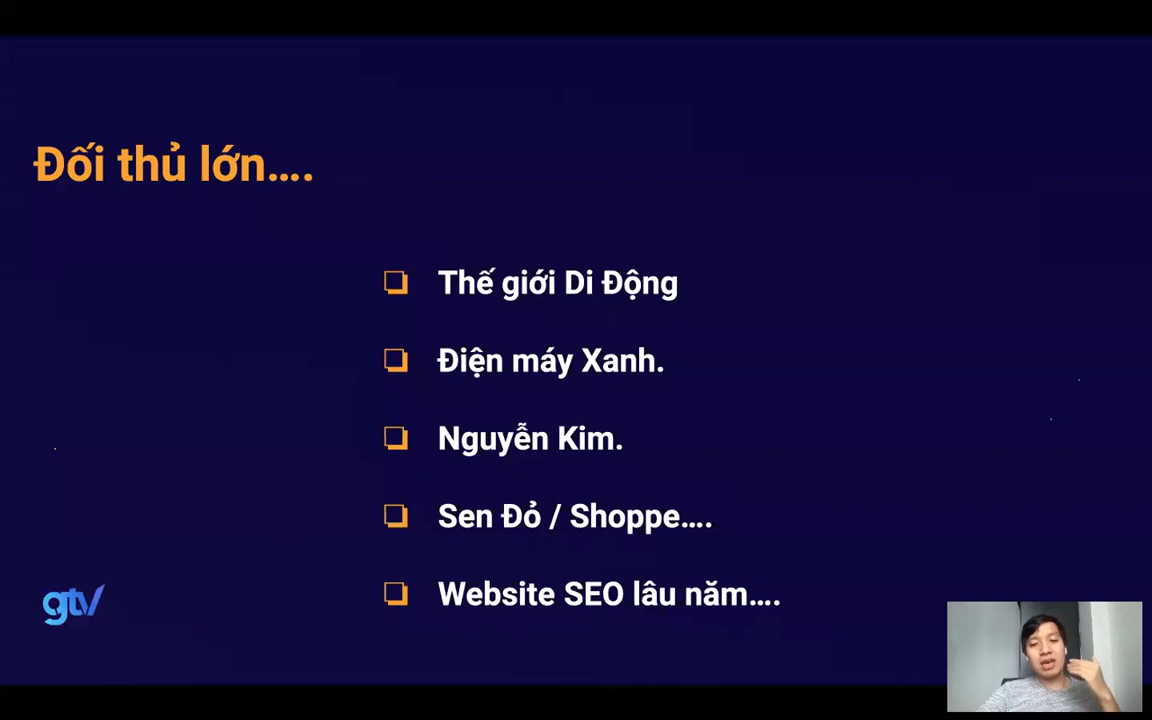 Đối thủ lớn....
Thế giới Di Động
Điện máy Xanh.
Nguyễn Kim.
Sen Đỏ / Shoppe....
Website SEO lâu năm....
gtv